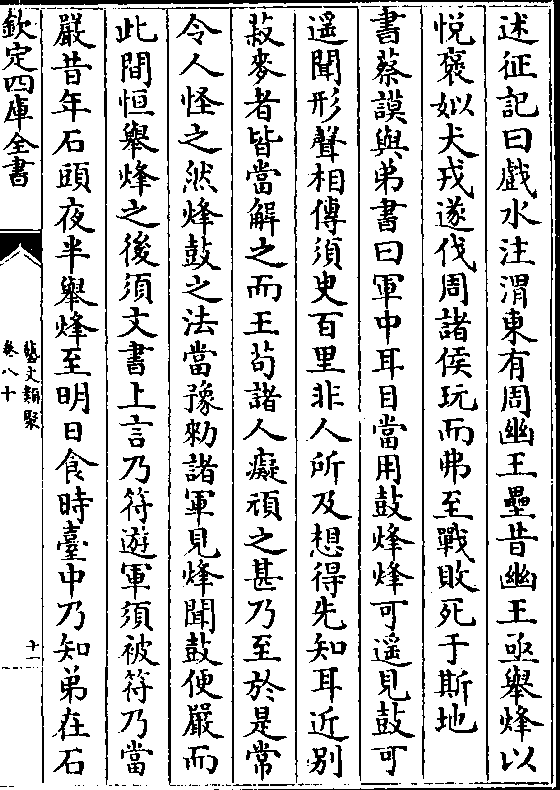 述征記曰戲水注渭東有周幽王壘昔幽王亟舉烽以
悅褒姒犬戎遂伐周諸侯玩而弗至戰敗死于斯地
書蔡謨與弟書曰軍中耳目當用鼓烽烽可遥見鼓可
遥聞形聲相傳須臾百里非人所及想得先知耳近别
菽麥者皆當解之而王苟諸人癡頑之甚乃至於是常
令人怪之然烽鼓之法當豫勑諸軍見烽聞鼓便嚴而
此間恒舉烽之後須文書上言乃符遊軍須被符乃當
嚴昔年石頭夜半舉烽至明日食時臺中乃知弟在石
欽定四庫全書
藝文類聚
卷八十
十一